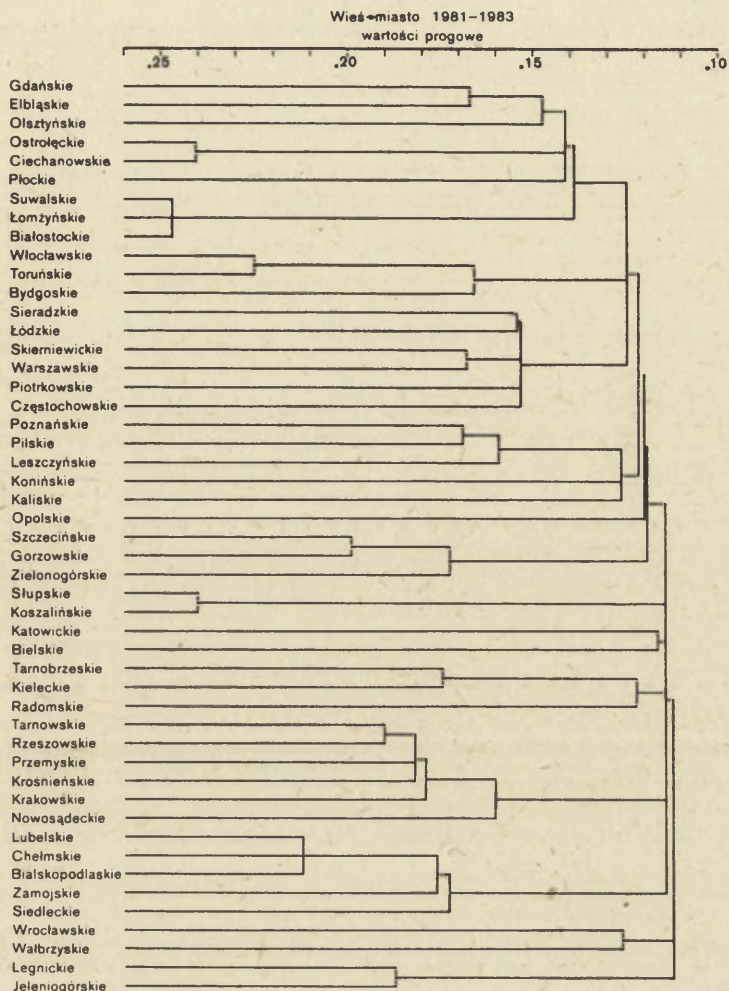 Wieś→miasto 1981–1983
wartości progowe
.25 .20 .15 .10
Gdańskie
Elbląskie
Olsztyńskie
Ostrołęckie
Ciechanowskie
Płockie
Suwalskie
Łomżyńskie
Białostockie
Włocławskie
Toruńskie
Bydgoskie
Sieradzkie
Łódzkie
Skierniewickie
Warszawskie
Piotrkowskie
Częstochowskie
Poznańskie
Pilskie
Leszczyńskie
Konińskie
Kaliskie
Opolskie
Szczecińskie
Gorzowskie
Zielonogórskie
Słupskie
Koszalińskie
Katowickie
Bielskie
Tarnobrzeskie
Kieleckie
Radomskie
Tarnowskie
Rzeszowskie
Przemyskie
Krośnieńskie
Krakowskie
Nowosądeckie
Lubelskie
Chełmskie
Bialskopodlaskie
Zamojskie
Siedleckie
Wrocławskie
Wałbrzyskie
Legnickie
Jeleniogórskie